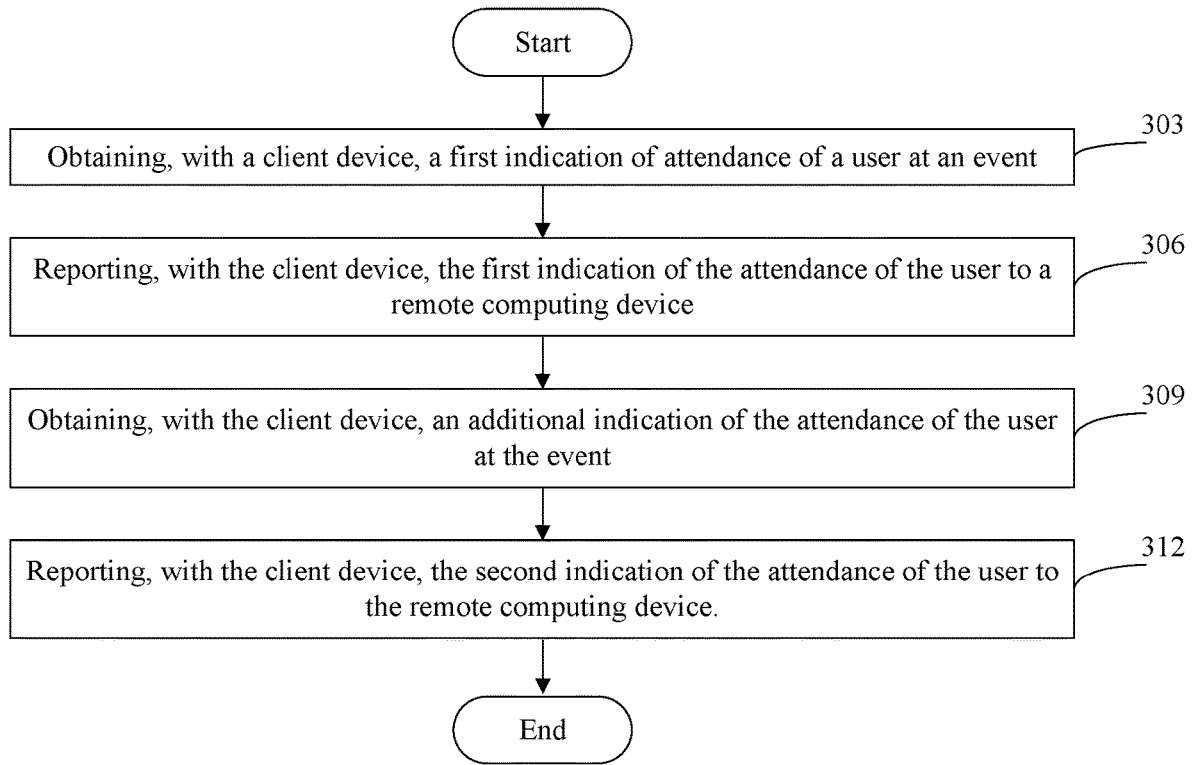 Start
303
Obtaining, with a client device, a first indication of attendance of a user at an event
306
Reporting, with the client device, the first indication of the attendance of the user to a
remote computing device
309
Obtaining, with the client device, an additional indication of the attendance of the user
at the event
312
Reporting, with the client device, the second indication of the attendance of the user to
the remote computing device.
End